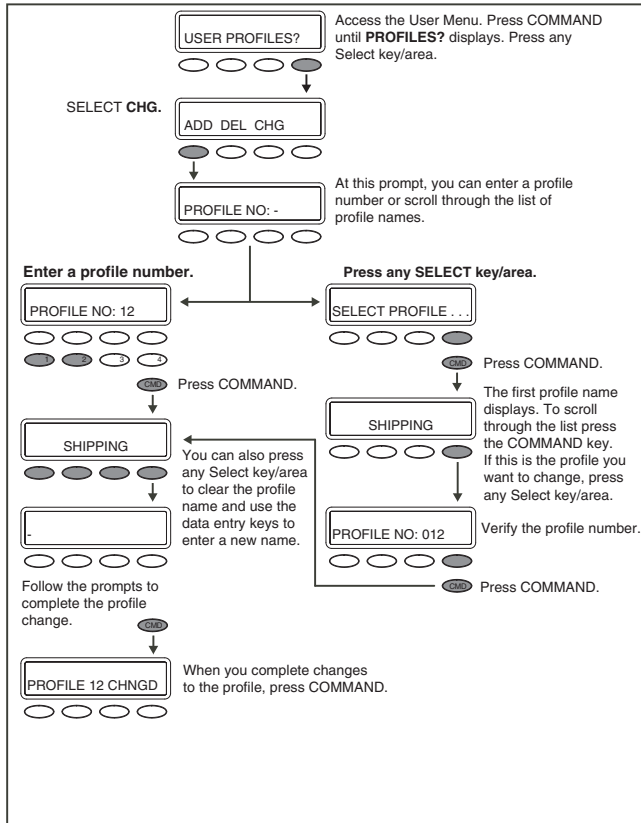 USER PROFILES?
Access the User Menu. Press COMMAND
until PROFILES? displays. Press any
Select key/area.
SELECT CHG.
ADD DEL CHG
PROFILE NO: -
At this prompt, you can enter a profile
number or scroll through the list of
profile names.
Enter a profile number.
PROFILE NO: 12
1 2 3 4
CMD Press COMMAND.
SHIPPING
You can also press
any Select key/area
to clear the profile
name and use the
data entry keys to
enter a new name.
-
Follow the prompts to
complete the profile
change.
CMD
PROFILE 12 CHNGD
When you complete changes
to the profile, press COMMAND.
Press any SELECT key/area.
SELECT PROFILE . . .
CMD Press COMMAND.
SHIPPING
The first profile name
displays. To scroll
through the list press
the COMMAND key.
If this is the profile you
want to change, press
any Select key/area.
PROFILE NO: 012
Verify the profile number.
CMD Press COMMAND.